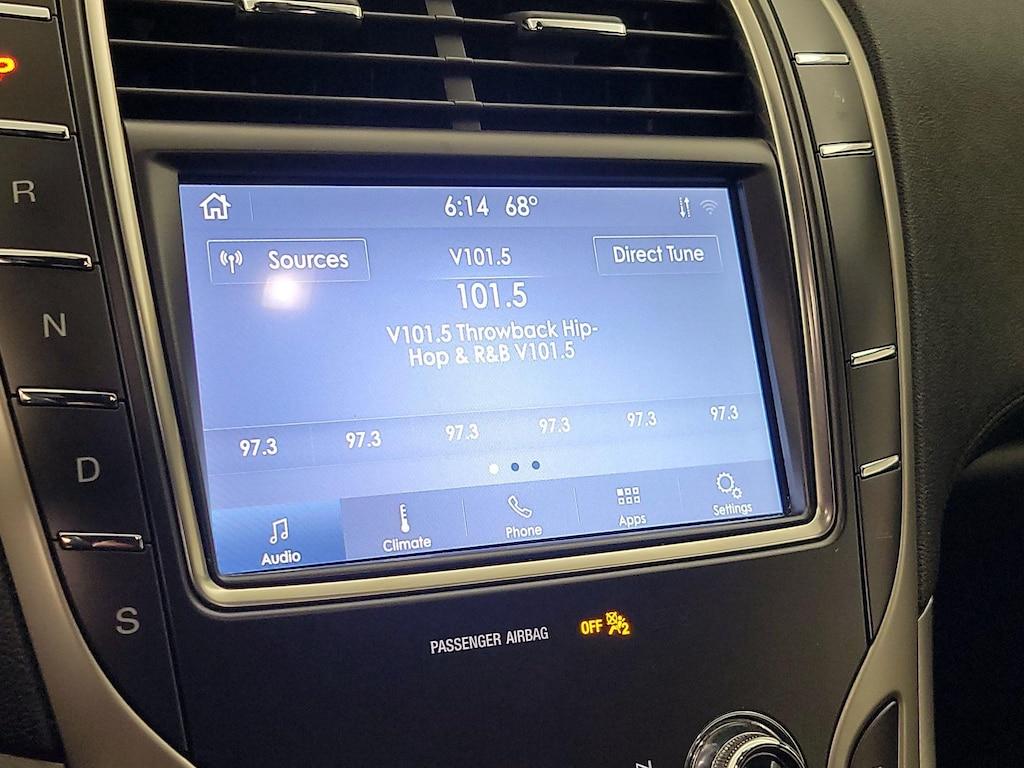 6:14 68°
Sources
V101.5
Direct Tune
101.5
V101.5 Throwback Hip-
Hop & R&B V101.5
97.3 97.3 97.3 97.3 97.3 97.3
Audio Climate Phone Apps Settings
R
N
D
S
PASSENGER AIRBAG OFF 2